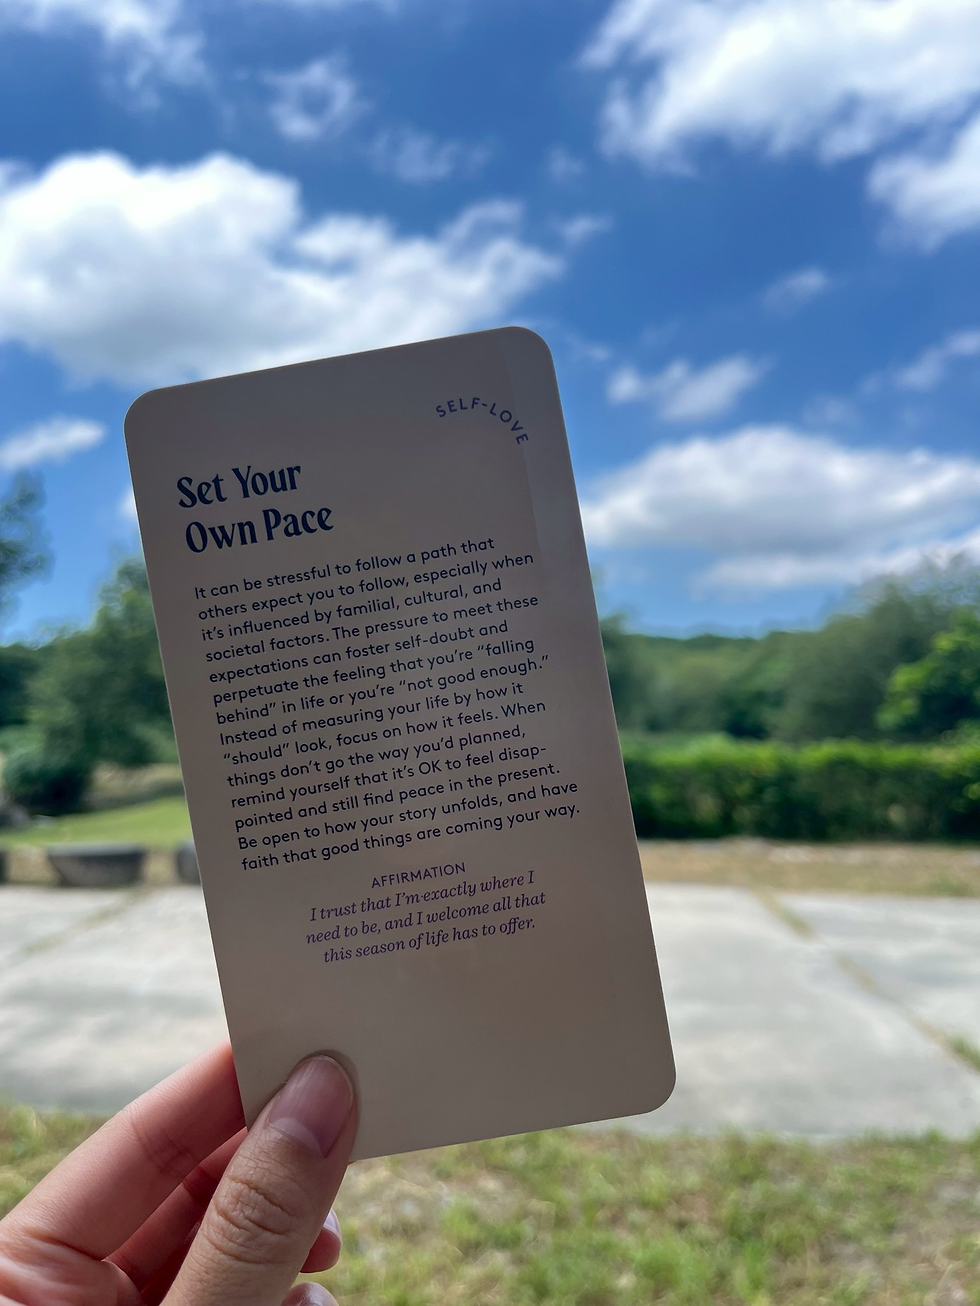 SELF-LOVE
Set Your
Own Pace
It can be stressful to follow a path that
others expect you to follow, especially when
it's influenced by familial, cultural, and
societal factors. The pressure to meet these
expectations can foster self-doubt and
perpetuate the feeling that you're “falling
behind” in life or you're “not good enough.”
Instead of measuring your life by how it
“should” look, focus on how it feels. When
things don't go the way you'd planned,
remind yourself that it's OK to feel disap-
pointed and still find peace in the present.
Be open to how your story unfolds, and have
faith that good things are coming your way.
AFFIRMATION
I trust that I'm exactly where I
need to be, and I welcome all that
this season of life has to offer.